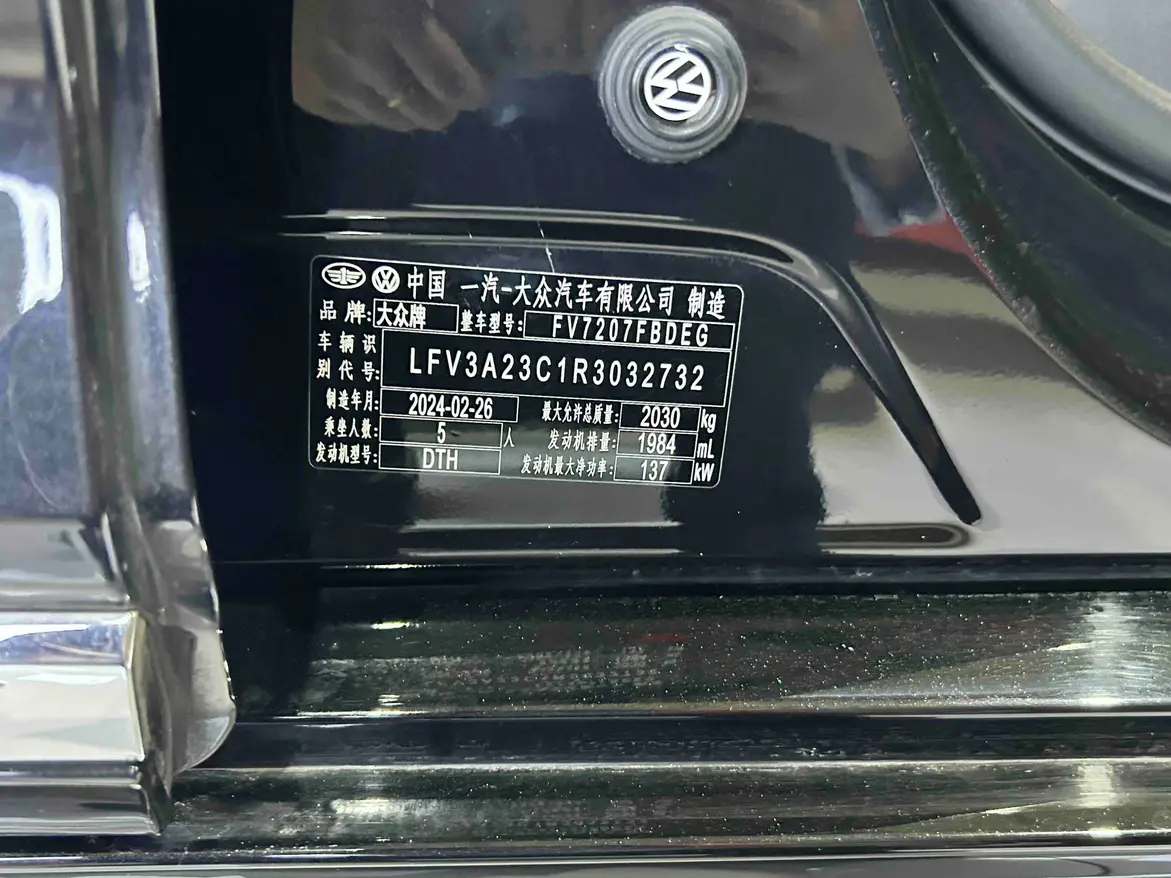 中国 一汽-大众汽车有限公司 制造
品牌: 大众牌 整车型号: FV7207FBDEG
车辆识别代号: LFV3A23C1R3032732
制造年月: 2024-02-26 最大允许总质量: 2030 kg
乘坐人数: 5 人 发动机排量: 1984 mL
发动机型号: DTH 发动机最大净功率: 137 kW